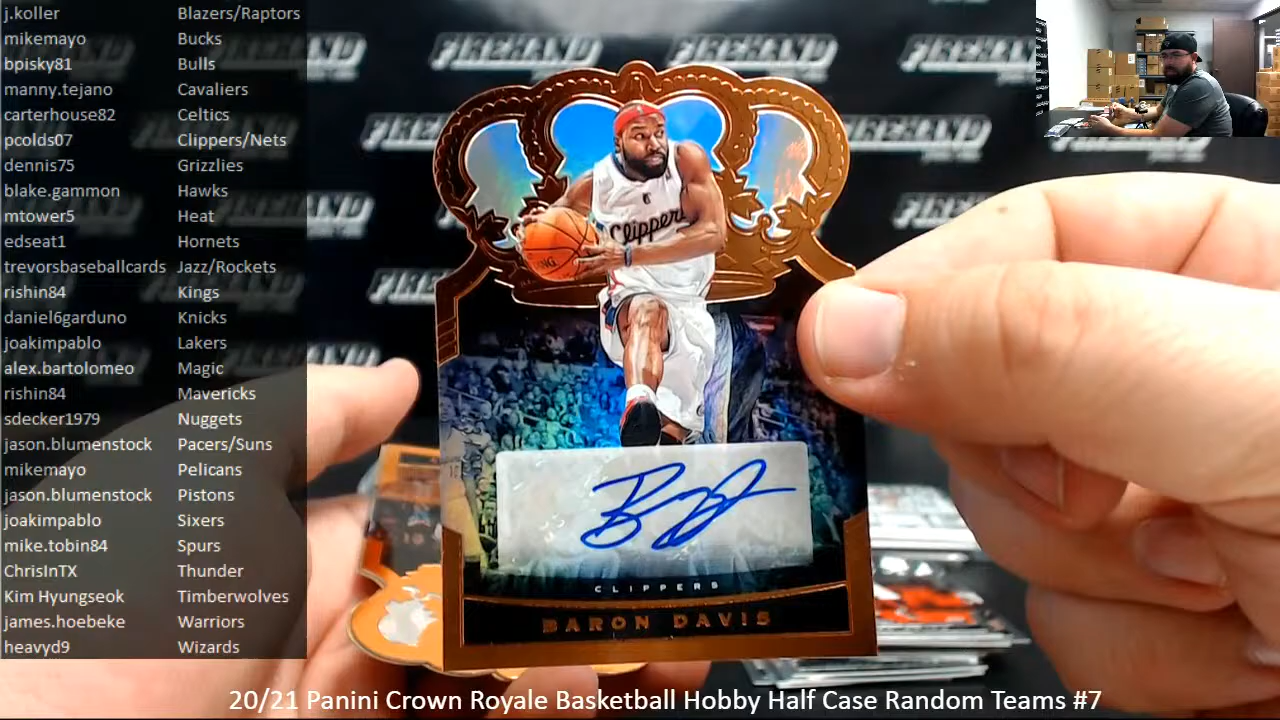 j.koller Blazers/Raptors
mikemayo Bucks
bpisky81 Bulls
manny.tejano Cavaliers
carterhouse82 Celtics
pcolds07 Clippers/Nets
dennis75 Grizzlies
blake.gammon Hawks
mtower5 Heat
edseat1 Hornets
trevorsbaseballcards Jazz/Rockets
rishin84 Kings
daniel6garduno Knicks
joakimpablo Lakers
alex.bartolomeo Magic
rishin84 Mavericks
sdecker1979 Nuggets
jason.blumenstock Pacers/Suns
mikemayo Pelicans
jason.blumenstock Pistons
joakimpablo Sixers
mike.tobin84 Spurs
ChrisInTX Thunder
Kim Hyungseok Timberwolves
james.hoebeke Warriors
heavyd9 Wizards
FIREHAND FIREHAND FIREHAND
Clippers
CLIPPERS
BARON DAVIS
20/21 Panini Crown Royale Basketball Hobby Half Case Random Teams #7